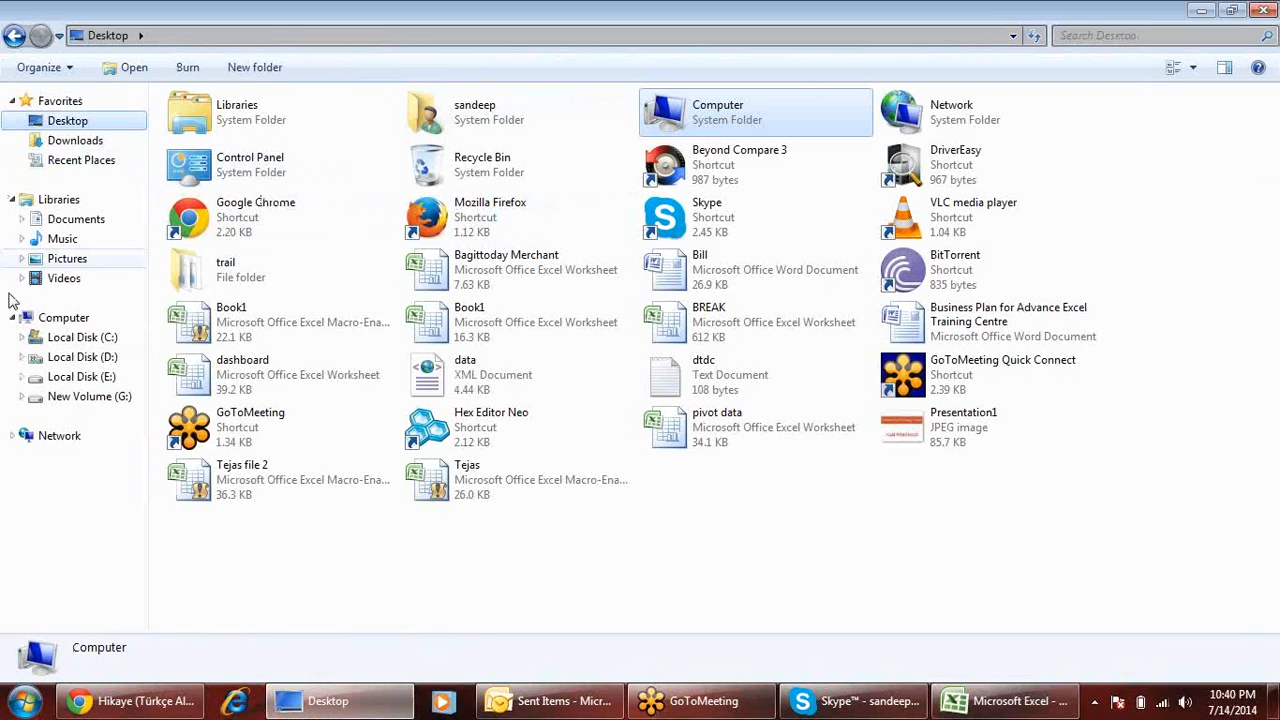 Desktop
Search Desktop
Organize
Open
Burn
New folder
Favorites
Desktop
Downloads
Recent Places
Libraries
Documents
Music
Pictures
Videos
Computer
Local Disk (C:)
Local Disk (D:)
Local Disk (E:)
New Volume (G:)
Network
Libraries
System Folder
sandeep
System Folder
Computer
System Folder
Network
System Folder
Control Panel
System Folder
Recycle Bin
System Folder
Beyond Compare 3
Shortcut
987 bytes
DriverEasy
Shortcut
967 bytes
Google Chrome
Shortcut
2.20 KB
Mozilla Firefox
Shortcut
1.12 KB
Skype
Shortcut
2.45 KB
VLC media player
Shortcut
1.04 KB
trail
File folder
Bagittoday Merchant
Microsoft Office Excel Worksheet
7.63 KB
Bill
Microsoft Office Word Document
26.9 KB
BitTorrent
Shortcut
835 bytes
Book1
Microsoft Office Excel Macro-Ena...
22.1 KB
Book1
Microsoft Office Excel Worksheet
16.3 KB
BREAK
Microsoft Office Excel Worksheet
612 KB
Business Plan for Advance Excel
Training Centre
Microsoft Office Word Document
dashboard
Microsoft Office Excel Worksheet
39.2 KB
data
XML Document
4.44 KB
dtdc
Text Document
108 bytes
GoToMeeting Quick Connect
Shortcut
2.39 KB
GoToMeeting
Shortcut
1.34 KB
Hex Editor Neo
Shortcut
2.12 KB
pivot data
Microsoft Office Excel Worksheet
34.1 KB
Presentation1
JPEG image
85.7 KB
Tejas file 2
Microsoft Office Excel Macro-Ena...
36.3 KB
Tejas
Microsoft Office Excel Macro-Ena...
26.0 KB
Computer
Hikaye (Türkçe Al...
Desktop
Sent Items - Micr...
GoToMeeting
Skype™ - sandeep...
Microsoft Excel - ...
10:40 PM
7/14/2014